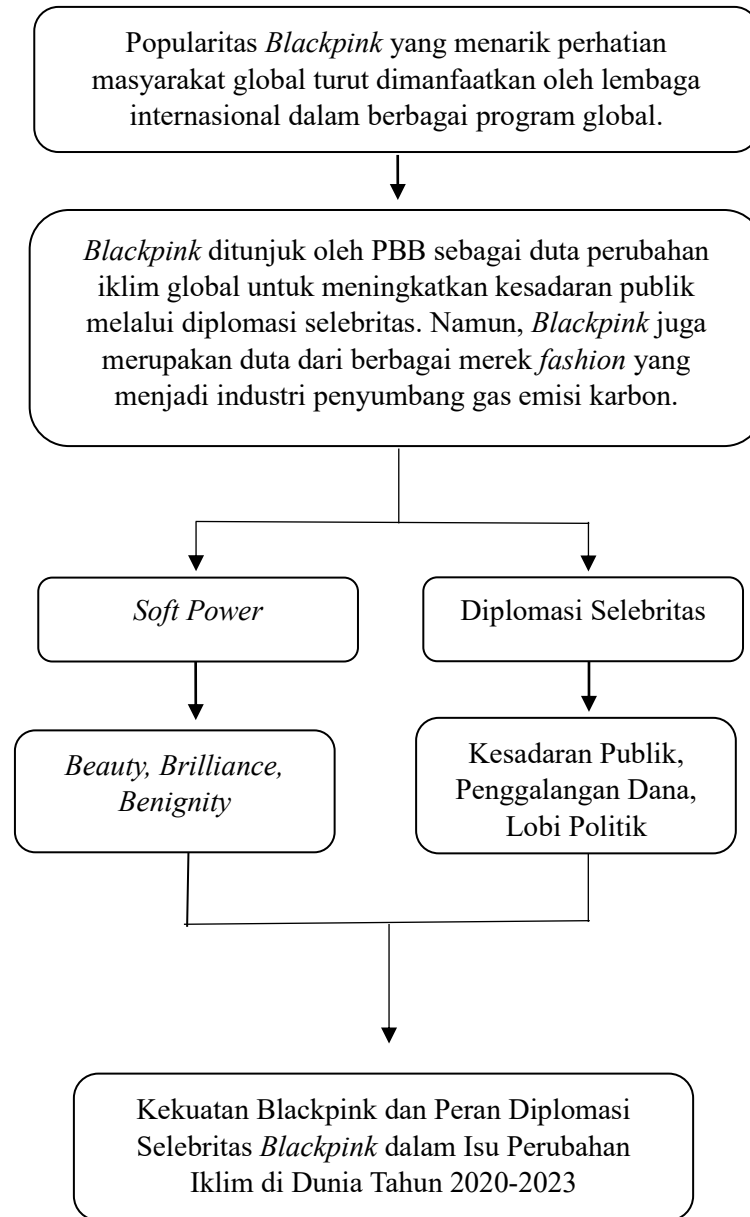 Popularitas Blackpink yang menarik perhatian
masyarakat global turut dimanfaatkan oleh lembaga
internasional dalam berbagai program global.
Blackpink ditunjuk oleh PBB sebagai duta perubahan
iklim global untuk meningkatkan kesadaran publik
melalui diplomasi selebritas. Namun, Blackpink juga
merupakan duta dari berbagai merek fashion yang
menjadi industri penyumbang gas emisi karbon.
Soft Power
Diplomasi Selebritas
Beauty, Brilliance,
Benignity
Kesadaran Publik,
Penggalangan Dana,
Lobi Politik
Kekuatan Blackpink dan Peran Diplomasi
Selebritas Blackpink dalam Isu Perubahan
Iklim di Dunia Tahun 2020-2023